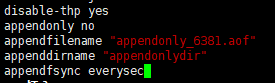 disable-thp yes
appendonly no
appendfilename "appendonly_6381.aof"
appenddirname "appendonlydir"
appendfsync everysec